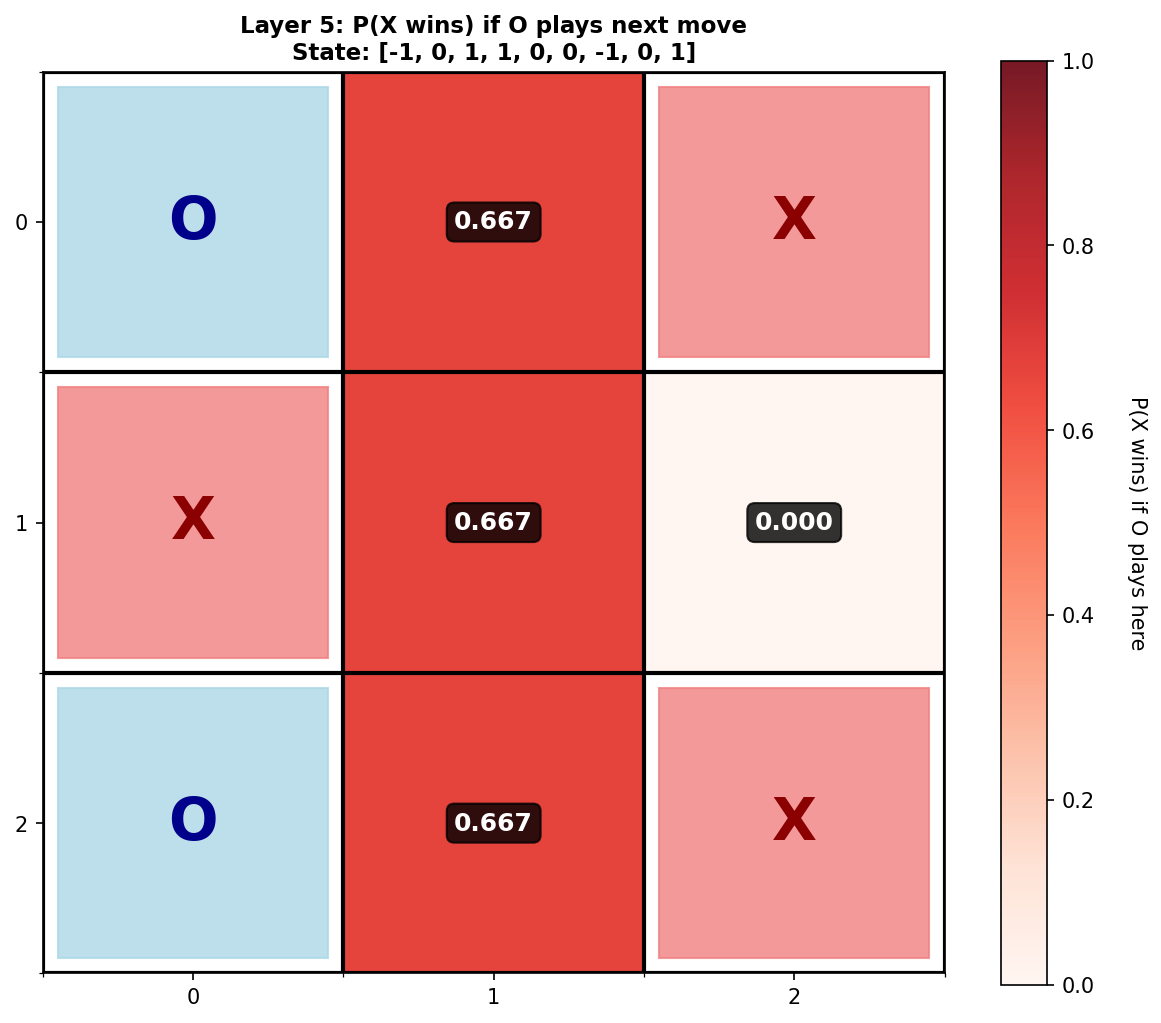 Layer 5: P(X wins) if O plays next move
State: [-1, 0, 1, 1, 0, 0, -1, 0, 1]
0
O
0.667
X
1
X
0.667
0.000
2
O
0.667
X
0
1
2
1.0
0.8
0.6
0.4
0.2
0.0
P(X wins) if O plays here